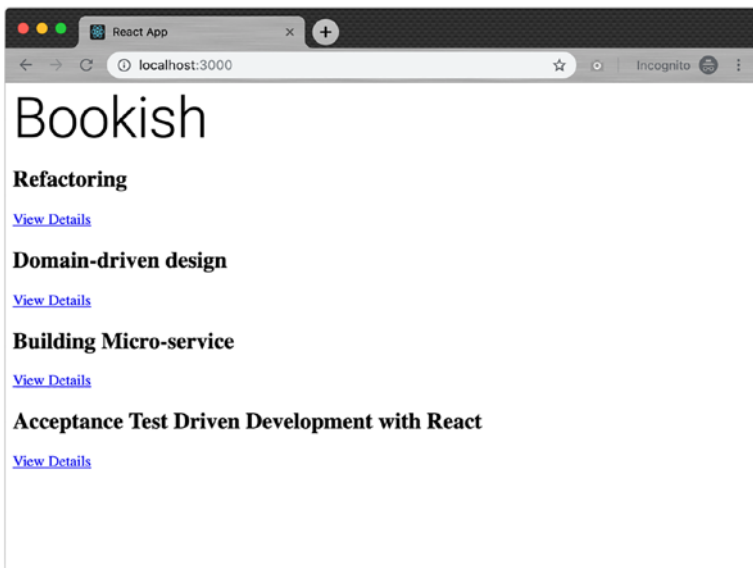 React App
localhost:3000
Incognito
Bookish
Refactoring
View Details
Domain-driven design
View Details
Building Micro-service
View Details
Acceptance Test Driven Development with React
View Details